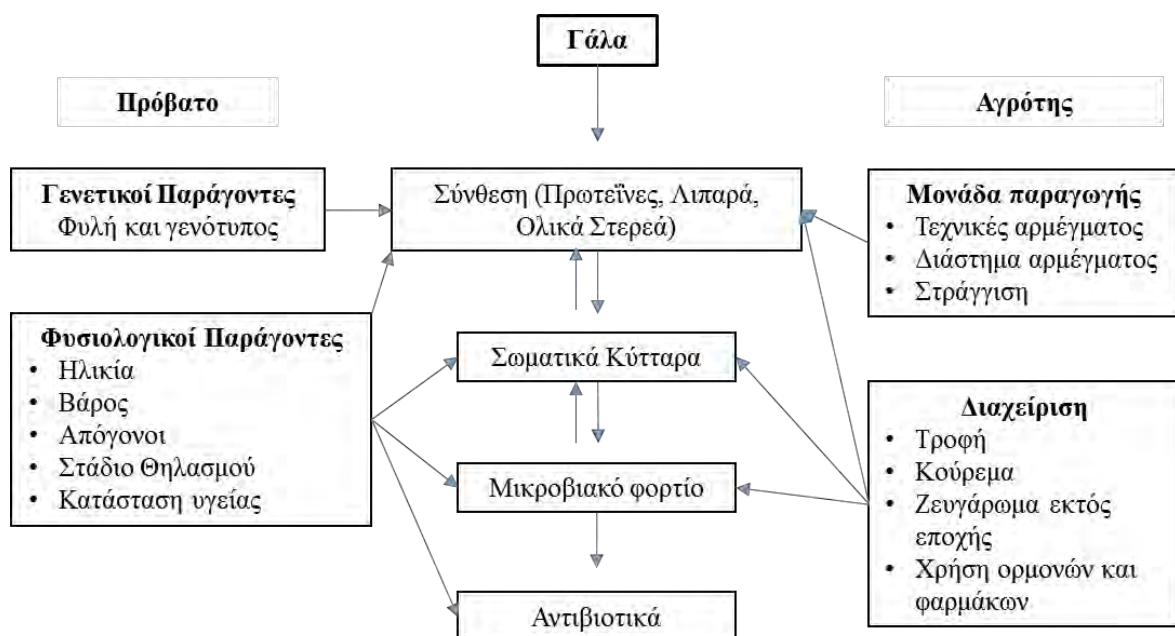 Γάλα
Πρόβατο
Αγρότης
Γενετικοί Παράγοντες
Φυλή και γενότυπος
Σύνθεση (Πρωτεΐνες, Λιπαρά,
Ολικά Στερεά)
Μονάδα παραγωγής
• Τεχνικές αρμέγματος
• Διάστημα αρμέγματος
• Στράγγιση
Φυσιολογικοί Παράγοντες
• Ηλικία
• Βάρος
• Απόγονοι
• Στάδιο Θηλασμού
• Κατάσταση υγείας
Σωματικά Κύτταρα
Μικροβιακό φορτίο
Αντιβιοτικά
Διαχείριση
• Τροφή
• Κούρεμα
• Ζευγάρωμα εκτός
εποχής
• Χρήση ορμονών και
φαρμάκων